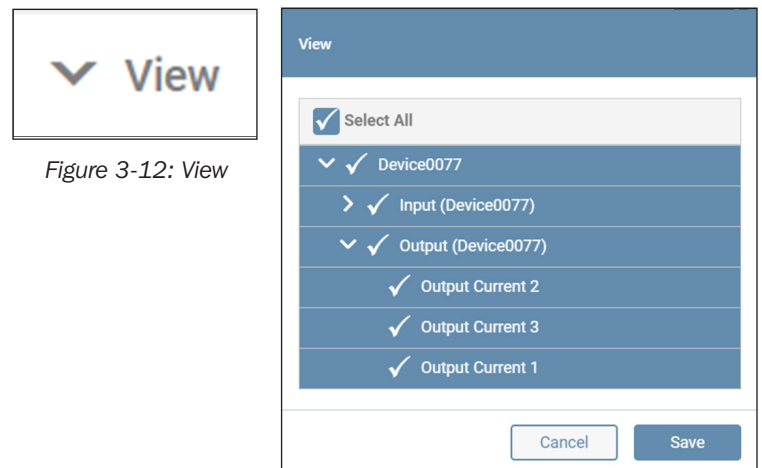 View
Figure 3-12: View
View
Select All
Device0077
Input (Device0077)
Output (Device0077)
Output Current 2
Output Current 3
Output Current 1
Cancel
Save